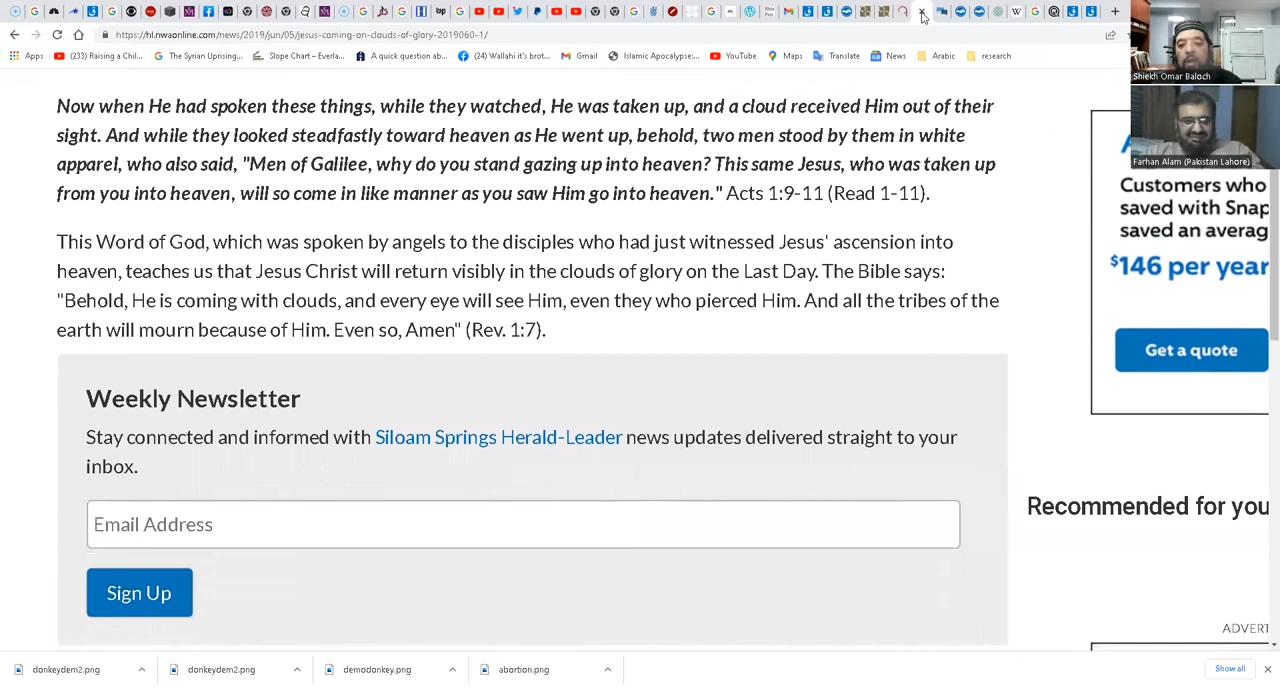 https://hl.nwaonline.com/news/2019/jun/05/jesus-coming-on-clouds-of-glory-2019060-1/
Apps
(233) Raising a Chil...
The Syrian Uprising...
Slope Chart – Everla...
A quick question ab...
(24) Wallahi it's brot...
Gmail
Islamic Apocalypse:...
YouTube
Maps
Translate
News
Arabic
research
Shiekh Omar Baloch
Farhan Alam (Pakistan Lahore)
Now when He had spoken these things, while they watched, He was taken up, and a cloud received Him out of their
sight. And while they looked steadfastly toward heaven as He went up, behold, two men stood by them in white
apparel, who also said, "Men of Galilee, why do you stand gazing up into heaven? This same Jesus, who was taken up
from you into heaven, will so come in like manner as you saw Him go into heaven." Acts 1:9-11 (Read 1-11).
This Word of God, which was spoken by angels to the disciples who had just witnessed Jesus' ascension into
heaven, teaches us that Jesus Christ will return visibly in the clouds of glory on the Last Day. The Bible says:
"Behold, He is coming with clouds, and every eye will see Him, even they who pierced Him. And all the tribes of the
earth will mourn because of Him. Even so, Amen" (Rev. 1:7).
Weekly Newsletter
Stay connected and informed with Siloam Springs Herald-Leader news updates delivered straight to your
inbox.
Email Address
Sign Up
Customers who
saved with Snap
saved an averag
$146 per year
Get a quote
Recommended for you
ADVERT
donkeydem2.png
donkeydem2.png
demodonkey.png
abortion.png
Show all